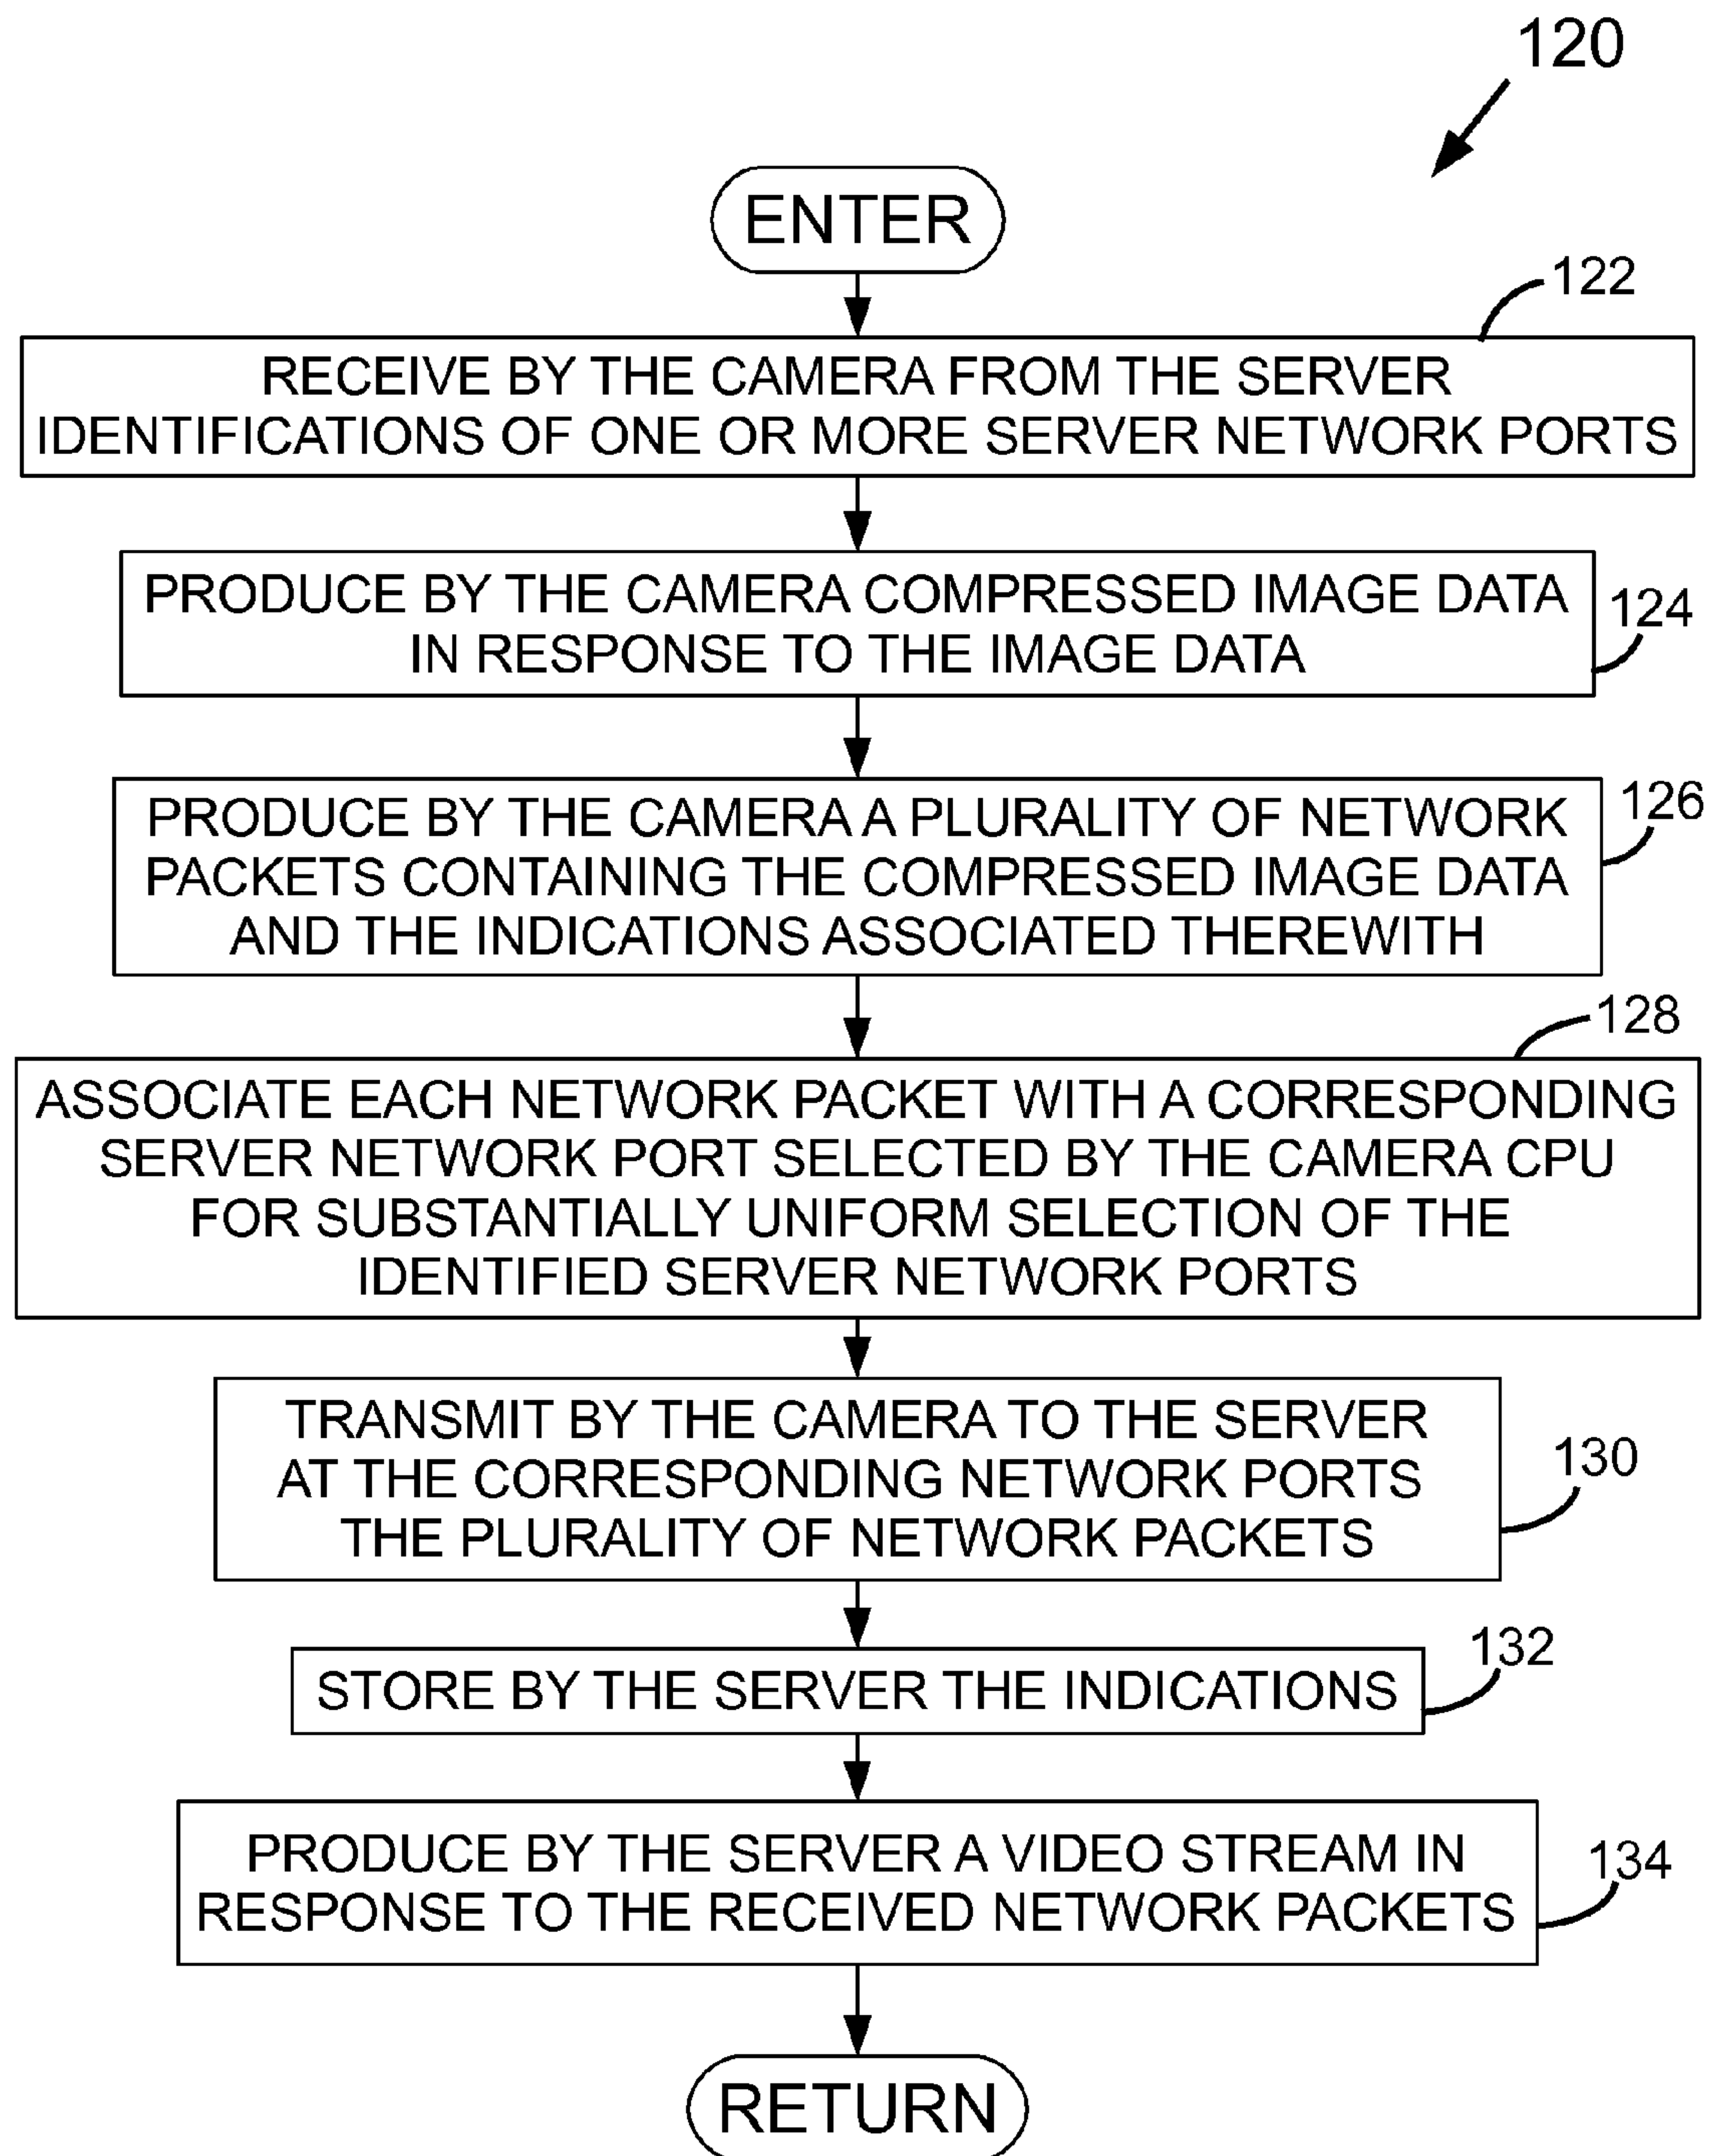 120
ENTER
122
RECEIVE BY THE CAMERA FROM THE SERVER
IDENTIFICATIONS OF ONE OR MORE SERVER NETWORK PORTS
PRODUCE BY THE CAMERA COMPRESSED IMAGE DATA
IN RESPONSE TO THE IMAGE DATA
124
PRODUCE BY THE CAMERA A PLURALITY OF NETWORK
PACKETS CONTAINING THE COMPRESSED IMAGE DATA
AND THE INDICATIONS ASSOCIATED THEREWITH
126
128
ASSOCIATE EACH NETWORK PACKET WITH A CORRESPONDING
SERVER NETWORK PORT SELECTED BY THE CAMERA CPU
FOR SUBSTANTIALLY UNIFORM SELECTION OF THE
IDENTIFIED SERVER NETWORK PORTS
TRANSMIT BY THE CAMERA TO THE SERVER
AT THE CORRESPONDING NETWORK PORTS
THE PLURALITY OF NETWORK PACKETS
130
STORE BY THE SERVER THE INDICATIONS
132
PRODUCE BY THE SERVER A VIDEO STREAM IN
RESPONSE TO THE RECEIVED NETWORK PACKETS
134
RETURN